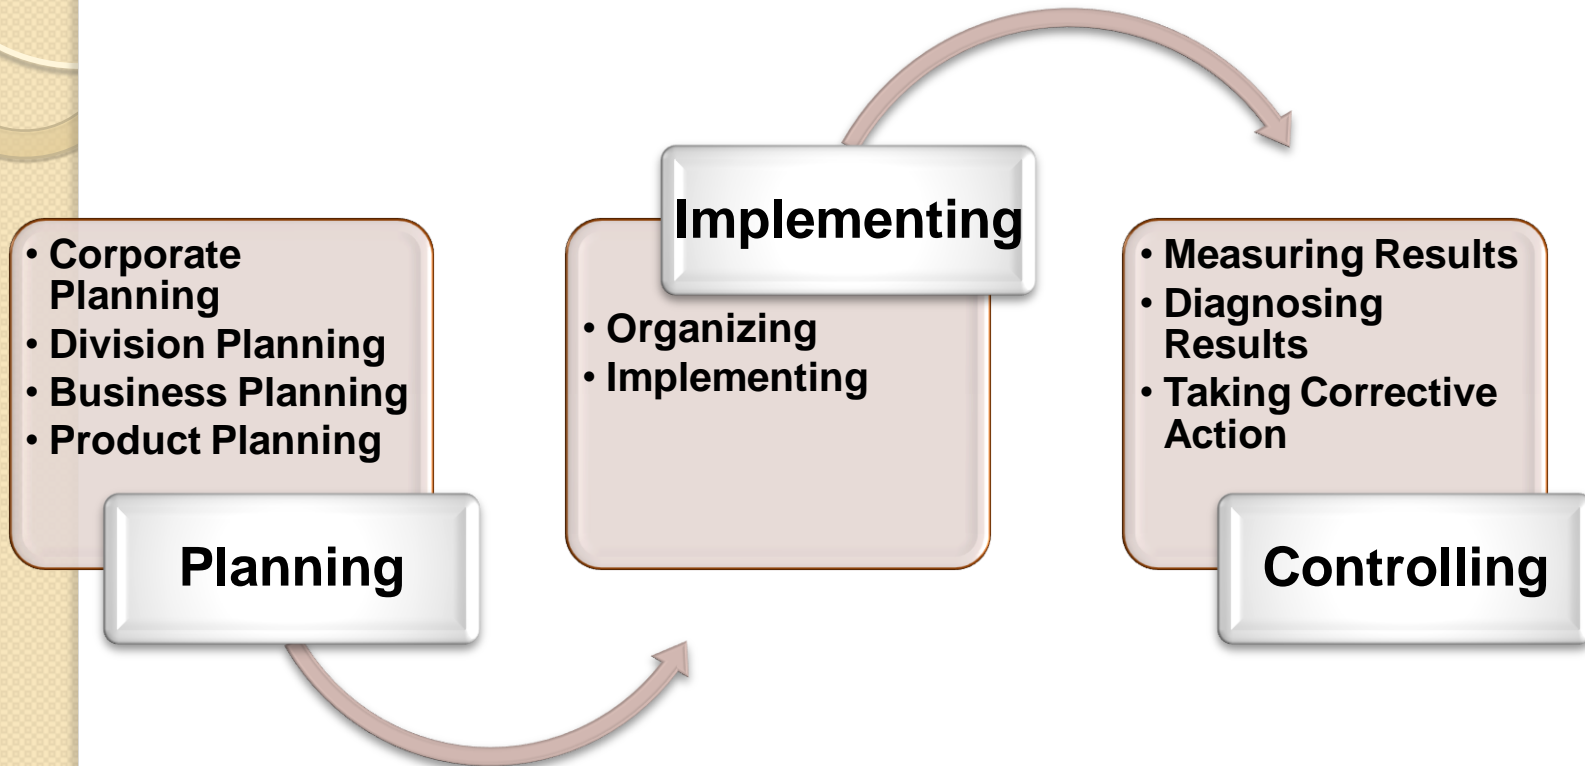 • Corporate
Planning
• Division Planning
• Business Planning
• Product Planning
Planning
Implementing
• Organizing
• Implementing
• Measuring Results
• Diagnosing
Results
• Taking Corrective
Action
Controlling